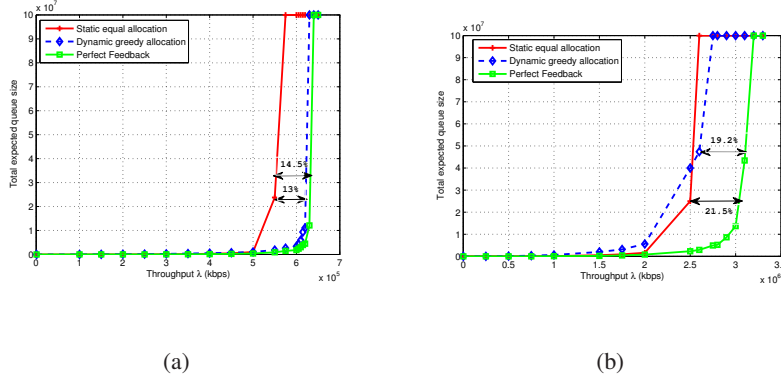 x 10^7
10
9
8
7
6
5
4
3
2
1
0
Total expected queue size
Static equal allocation
Dynamic greedy allocation
Perfect Feedback
14.5%
13%
0 1 2 3 4 5 6 7
Throughput λ (kbps)
x 10^5
(a)
x 10^7
10
9
8
7
6
5
4
3
2
1
0
Total expected queue size
Static equal allocation
Dynamic greedy allocation
Perfect Feedback
19.2%
21.5%
0 0.5 1 1.5 2 2.5 3 3.5
Throughput λ (kbps)
x 10^6
(b)